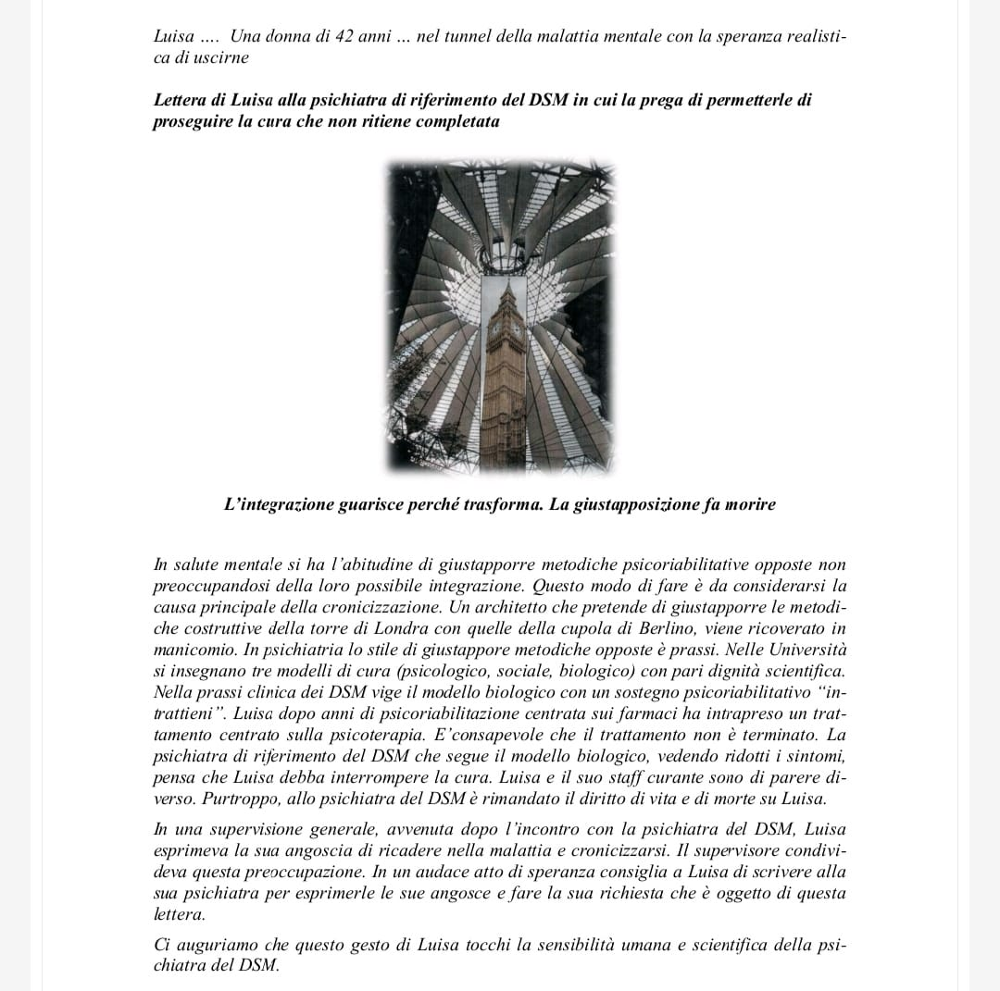 Luisa .... Una donna di 42 anni ... nel tunnel della malattia mentale con la speranza realisti-
ca di uscirne
Lettera di Luisa alla psichiatra di riferimento del DSM in cui la prega di permetterle di
proseguire la cura che non ritiene completata
L'integrazione guarisce perché trasforma. La giustapposizione fa morire
In salute mentale si ha l'abitudine di giustapporre metodiche psicoriabilitative opposte non
preoccupandosi della loro possibile integrazione. Questo modo di fare è da considerarsi la
causa principale della cronicizzazione. Un architetto che pretende di giustapporre le metodi-
che costruttive della torre di Londra con quelle della cupola di Berlino, viene ricoverato in
manicomio. In psichiatria lo stile di giustappore metodiche opposte è prassi. Nelle Università
si insegnano tre modelli di cura (psicologico, sociale, biologico) con pari dignità scientifica.
Nella prassi clinica dei DSM vige il modello biologico con un sostegno psicoriabilitativo "in-
trattieni". Luisa dopo anni di psicoriabilitazione centrata sui farmaci ha intrapreso un trat-
tamento centrato sulla psicoterapia. E'consapevole che il trattamento non è terminato. La
psichiatra di riferimento del DSM che segue il modello biologico, vedendo ridotti i sintomi,
pensa che Luisa debba interrompere la cura. Luisa e il suo staff curante sono di parere di-
verso. Purtroppo, allo psichiatra del DSM è rimandato il diritto di vita e di morte su Luisa.
In una supervisione generale, avvenuta dopo l'incontro con la psichiatra del DSM, Luisa
esprimeva la sua angoscia di ricadere nella malattia e cronicizzarsi. Il supervisore condivi-
deva questa preoccupazione. In un audace atto di speranza consiglia a Luisa di scrivere alla
sua psichiatra per esprimerle le sue angosce e fare la sua richiesta che è oggetto di questa
lettera.
Ci auguriamo che questo gesto di Luisa tocchi la sensibilità umana e scientifica della psi-
chiatra del DSM.